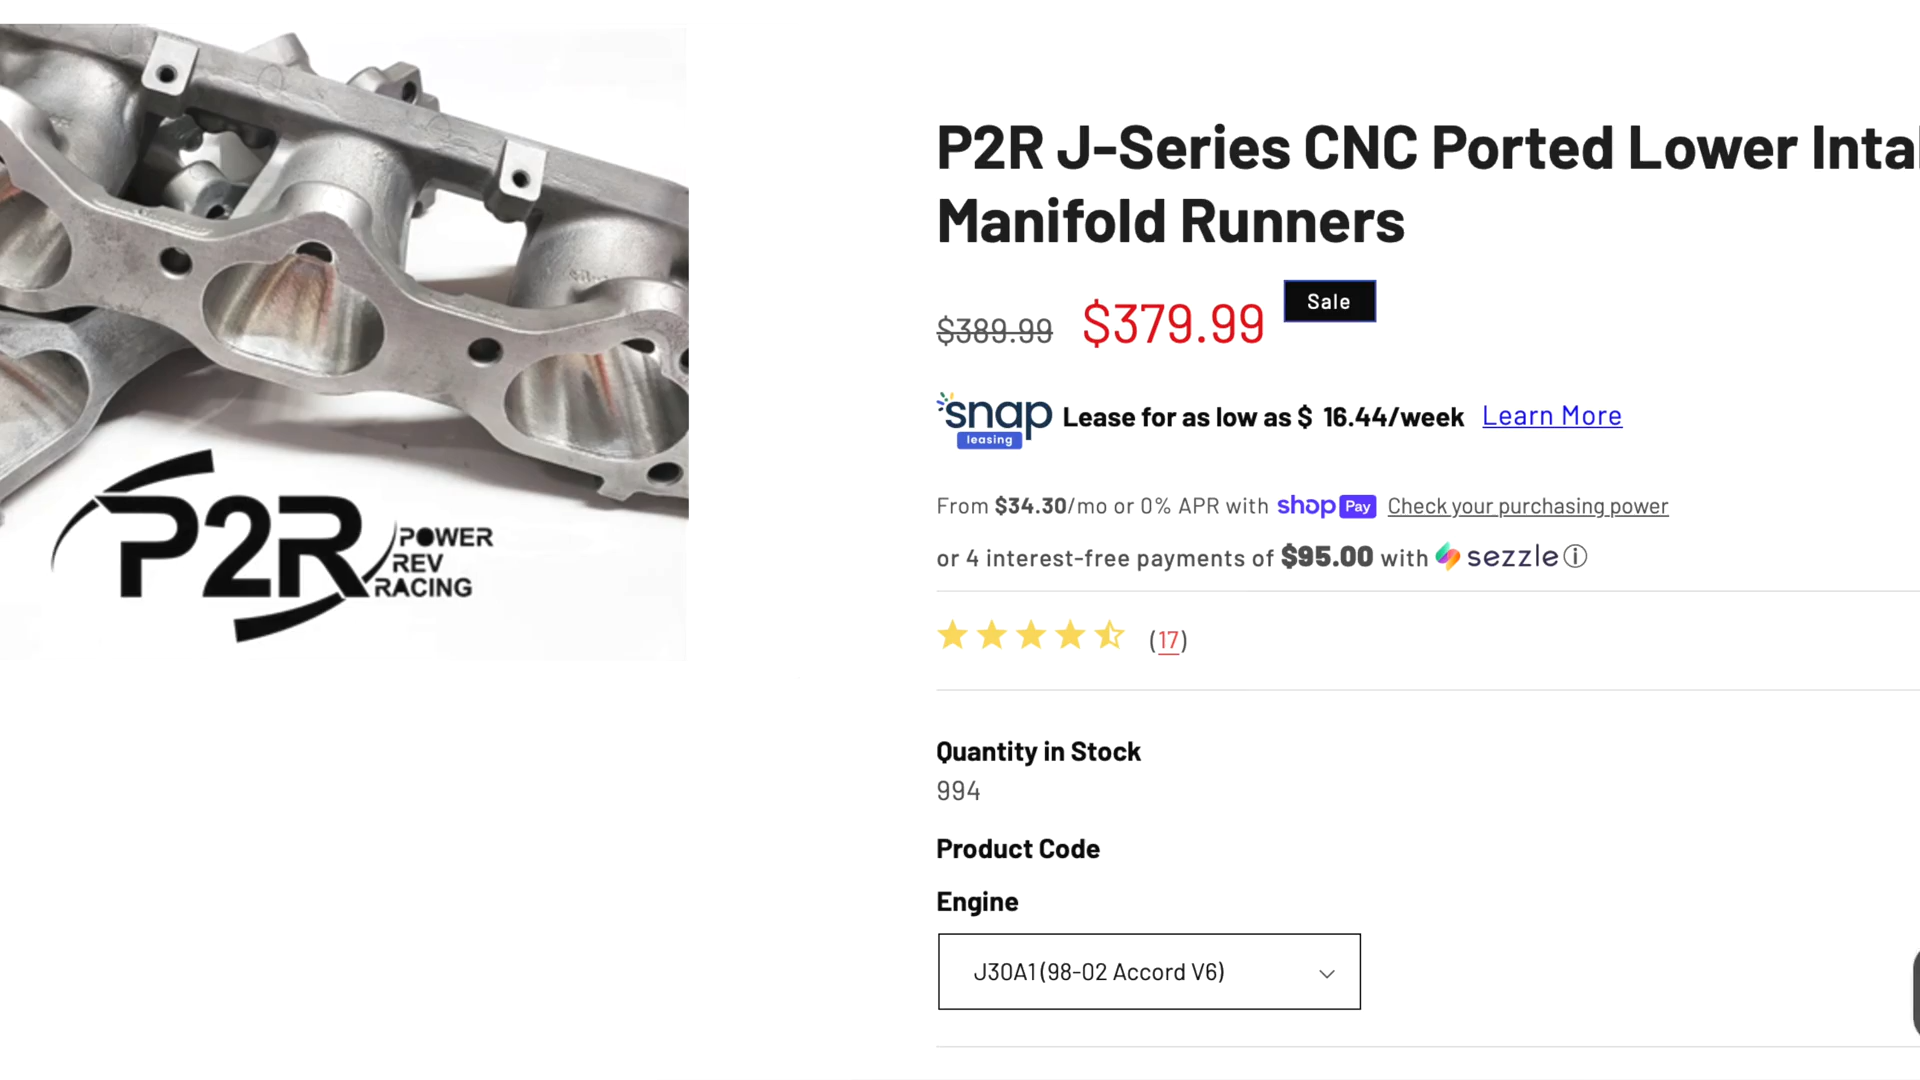 P2R POWER
REV
RACING
P2R J-Series CNC Ported Lower Inta
Manifold Runners
$389.99 $379.99 Sale
snap leasing Lease for as low as $ 16.44/week Learn More
From $34.30/mo or 0% APR with shop Pay Check your purchasing power
or 4 interest-free payments of $95.00 with sezzle ⓘ
(17)
Quantity in Stock
994
Product Code
Engine
J30A1 (98-02 Accord V6)